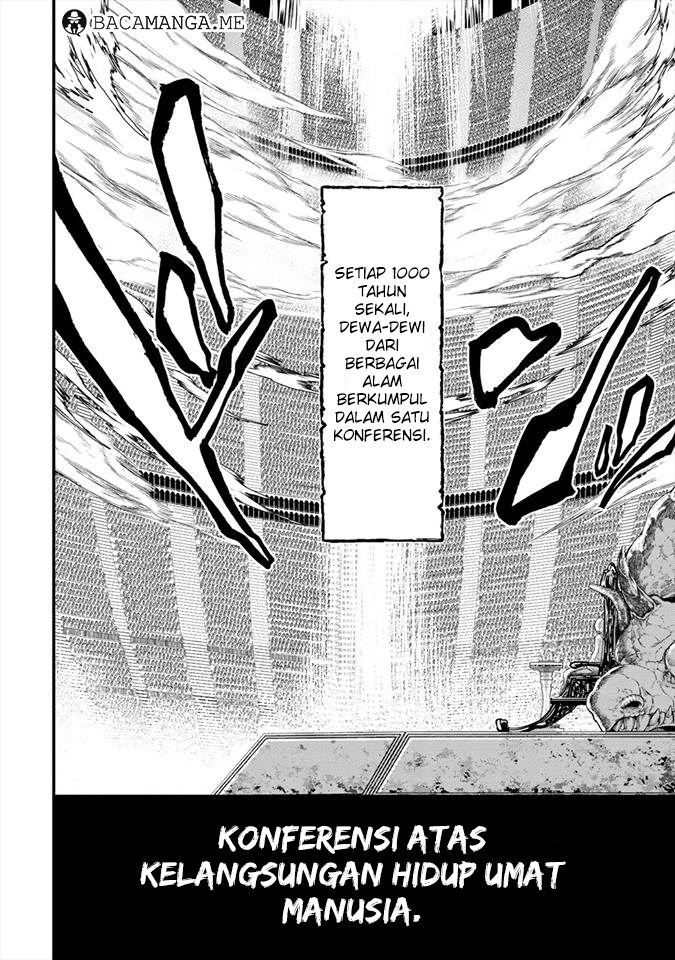 BACAMANGA.ME
SETIAP 1000
TAHUN
SEKALI,
DEWA-DEWI
DARI
BERBAGAI
ALAM
BERKUMPUL
DALAM SATU
KONFERENSI.
KONFERENSI ATAS
KELANGSUNGAN HIDUP UMAT
MANUSIA.